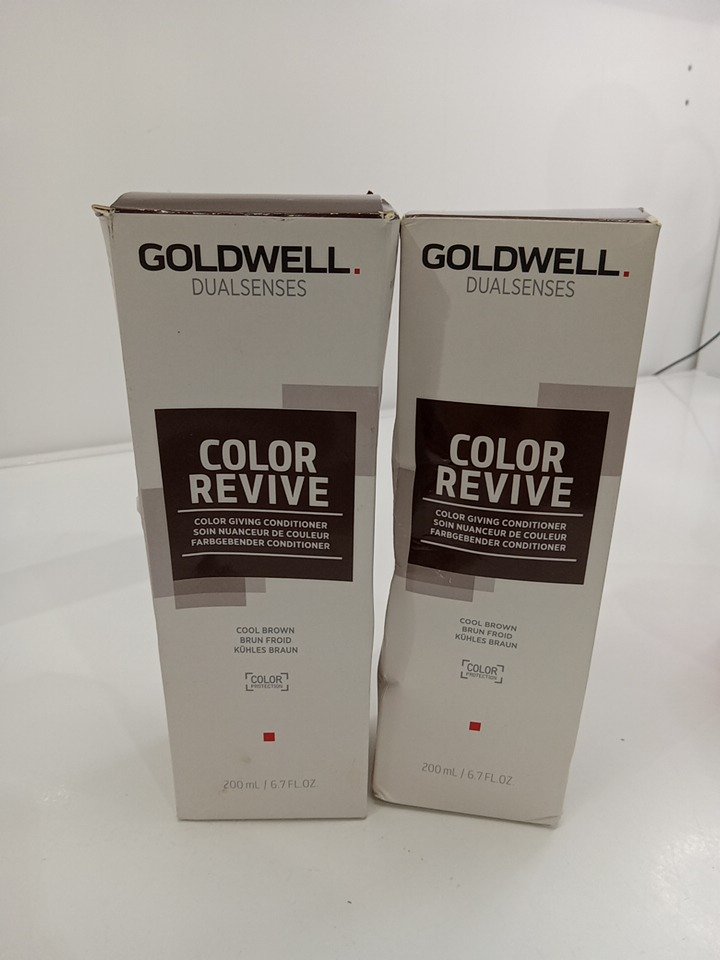 GOLDWELL.
DUALSENSES
COLOR
REVIVE
COLOR GIVING CONDITIONER
SOIN NUANCEUR DE COULEUR
FARBGEBENDER CONDITIONER
COOL BROWN
BRUN FROID
KÜHLES BRAUN
COLOR
PROTECTION
200 mL / 6.7 FL.OZ.
GOLDWELL.
DUALSENSES
COLOR
REVIVE
COLOR GIVING CONDITIONER
SOIN NUANCEUR DE COULEUR
FARBGEBENDER CONDITIONER
COOL BROWN
BRUN FROID
KÜHLES BRAUN
COLOR
PROTECTION
200 mL / 6.7 FL.OZ.